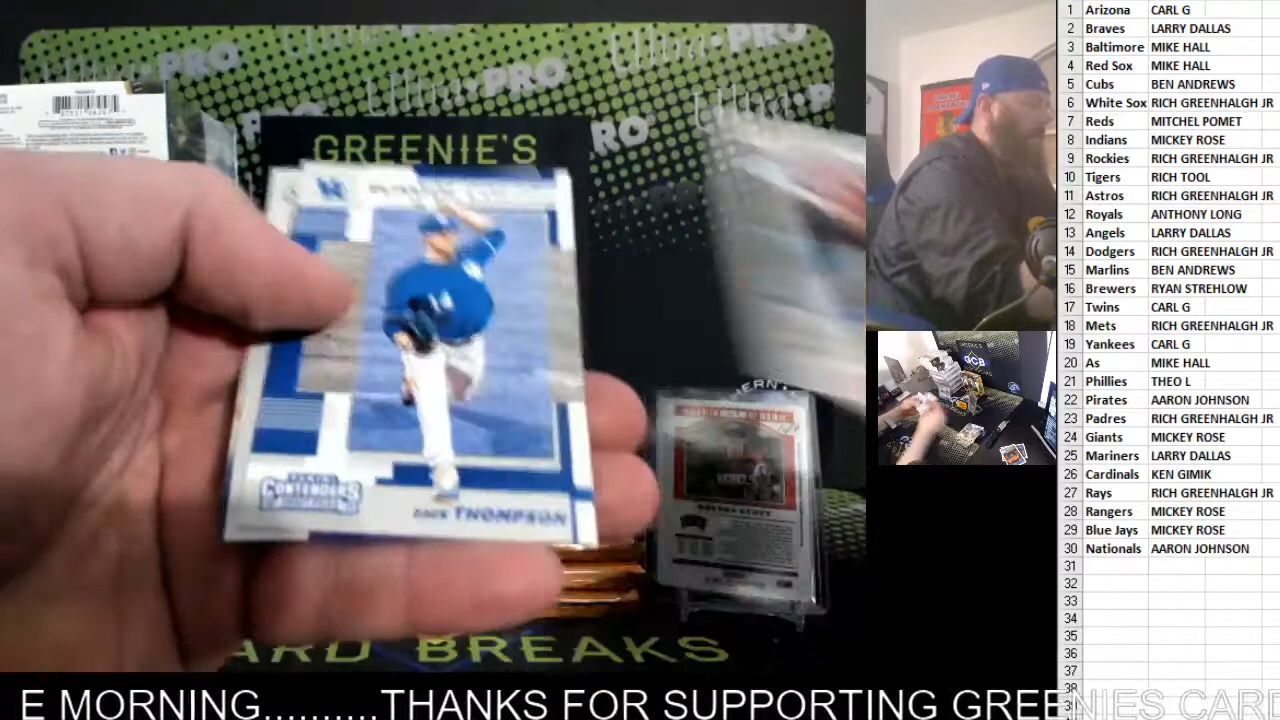 Ultra PRO
GREENIE'S
PANINI
CONTENDERS
ZACK THOMPSON
ARD BREAKS
GCB
E MORNING..........THANKS FOR SUPPORTING GREENIES CARD
1 Arizona CARL G
2 Braves LARRY DALLAS
3 Baltimore MIKE HALL
4 Red Sox MIKE HALL
5 Cubs BEN ANDREWS
6 White Sox RICH GREENHALGH JR
7 Reds MITCHEL POMET
8 Indians MICKEY ROSE
9 Rockies RICH GREENHALGH JR
10 Tigers RICH TOOL
11 Astros RICH GREENHALGH JR
12 Royals ANTHONY LONG
13 Angels LARRY DALLAS
14 Dodgers RICH GREENHALGH JR
15 Marlins BEN ANDREWS
16 Brewers RYAN STREHLOW
17 Twins CARL G
18 Mets RICH GREENHALGH JR
19 Yankees CARL G
20 As MIKE HALL
21 Phillies THEO L
22 Pirates AARON JOHNSON
23 Padres RICH GREENHALGH JR
24 Giants MICKEY ROSE
25 Mariners LARRY DALLAS
26 Cardinals KEN GIMIK
27 Rays RICH GREENHALGH JR
28 Rangers MICKEY ROSE
29 Blue Jays MICKEY ROSE
30 Nationals AARON JOHNSON
31
32
33
34
35
36
37
38